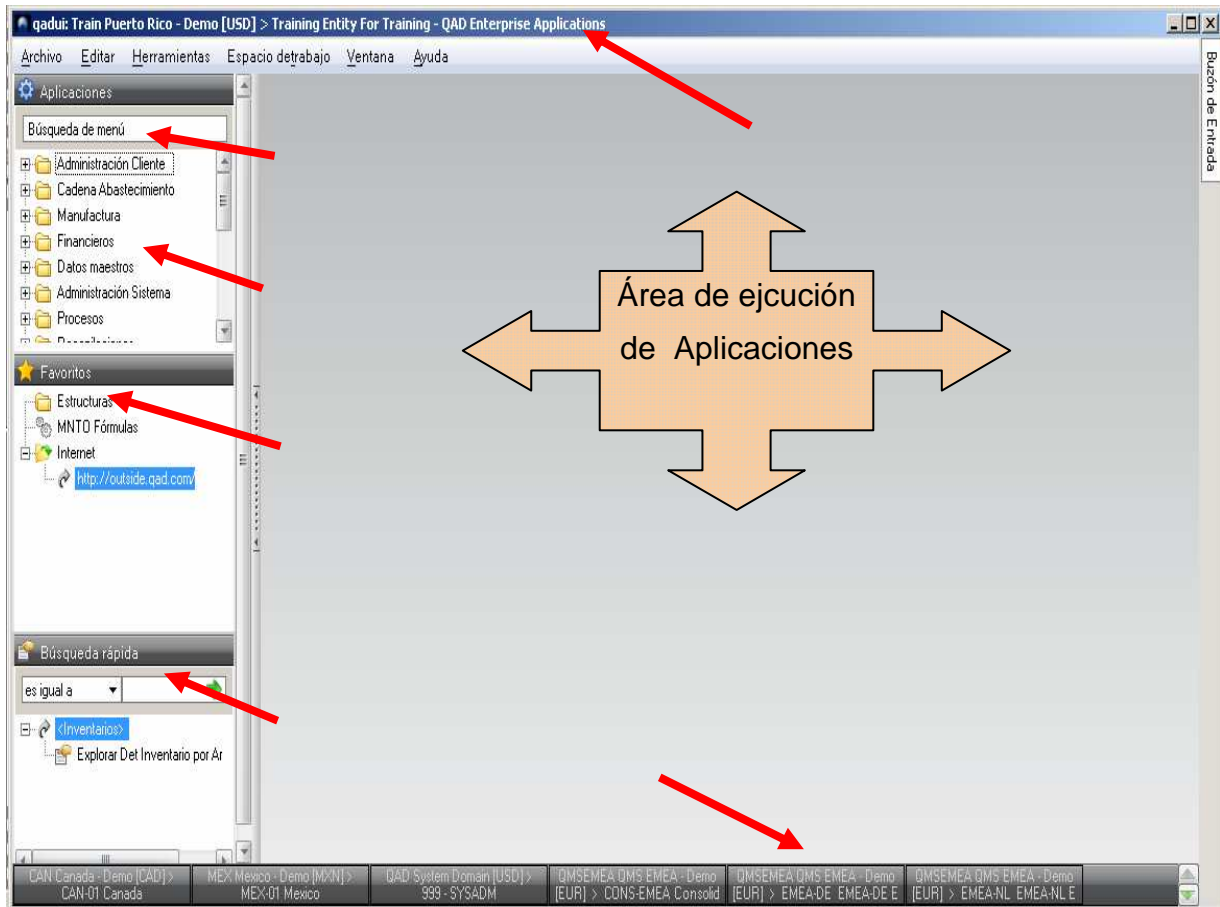 qadui: Train Puerto Rico - Demo [USD] > Training Entity For Training - QAD Enterprise Applications
Archivo Editar Herramientas Espacio detrabajo Ventana Ayuda
Buzón de Entrada
Aplicaciones
Búsqueda de menú
Administración Cliente
Cadena Abastecimiento
Manufactura
Financieros
Datos maestros
Administración Sistema
Procesos
Área de ejcución
de Aplicaciones
Favoritos
Estructuras
MNTO Fórmulas
Internet
http://outside.qad.com/
Búsqueda rápida
es igual a
<Inventarios>
Explorar Det Inventario por Ar
CAN Canada - Demo [CAD] >
CAN-01 Canada
MEX Mexico - Demo [MXN] >
MEX-01 Mexico
QAD System Domain [USD] >
999 - SYSADM
QMSEMEA QMS EMEA - Demo
[EUR] > CONS-EMEA Consolid
QMSEMEA QMS EMEA - Demo
[EUR] > EMEA-DE EMEA-DE E
QMSEMEA QMS EMEA - Demo
[EUR] > EMEA-NL EMEA-NL E